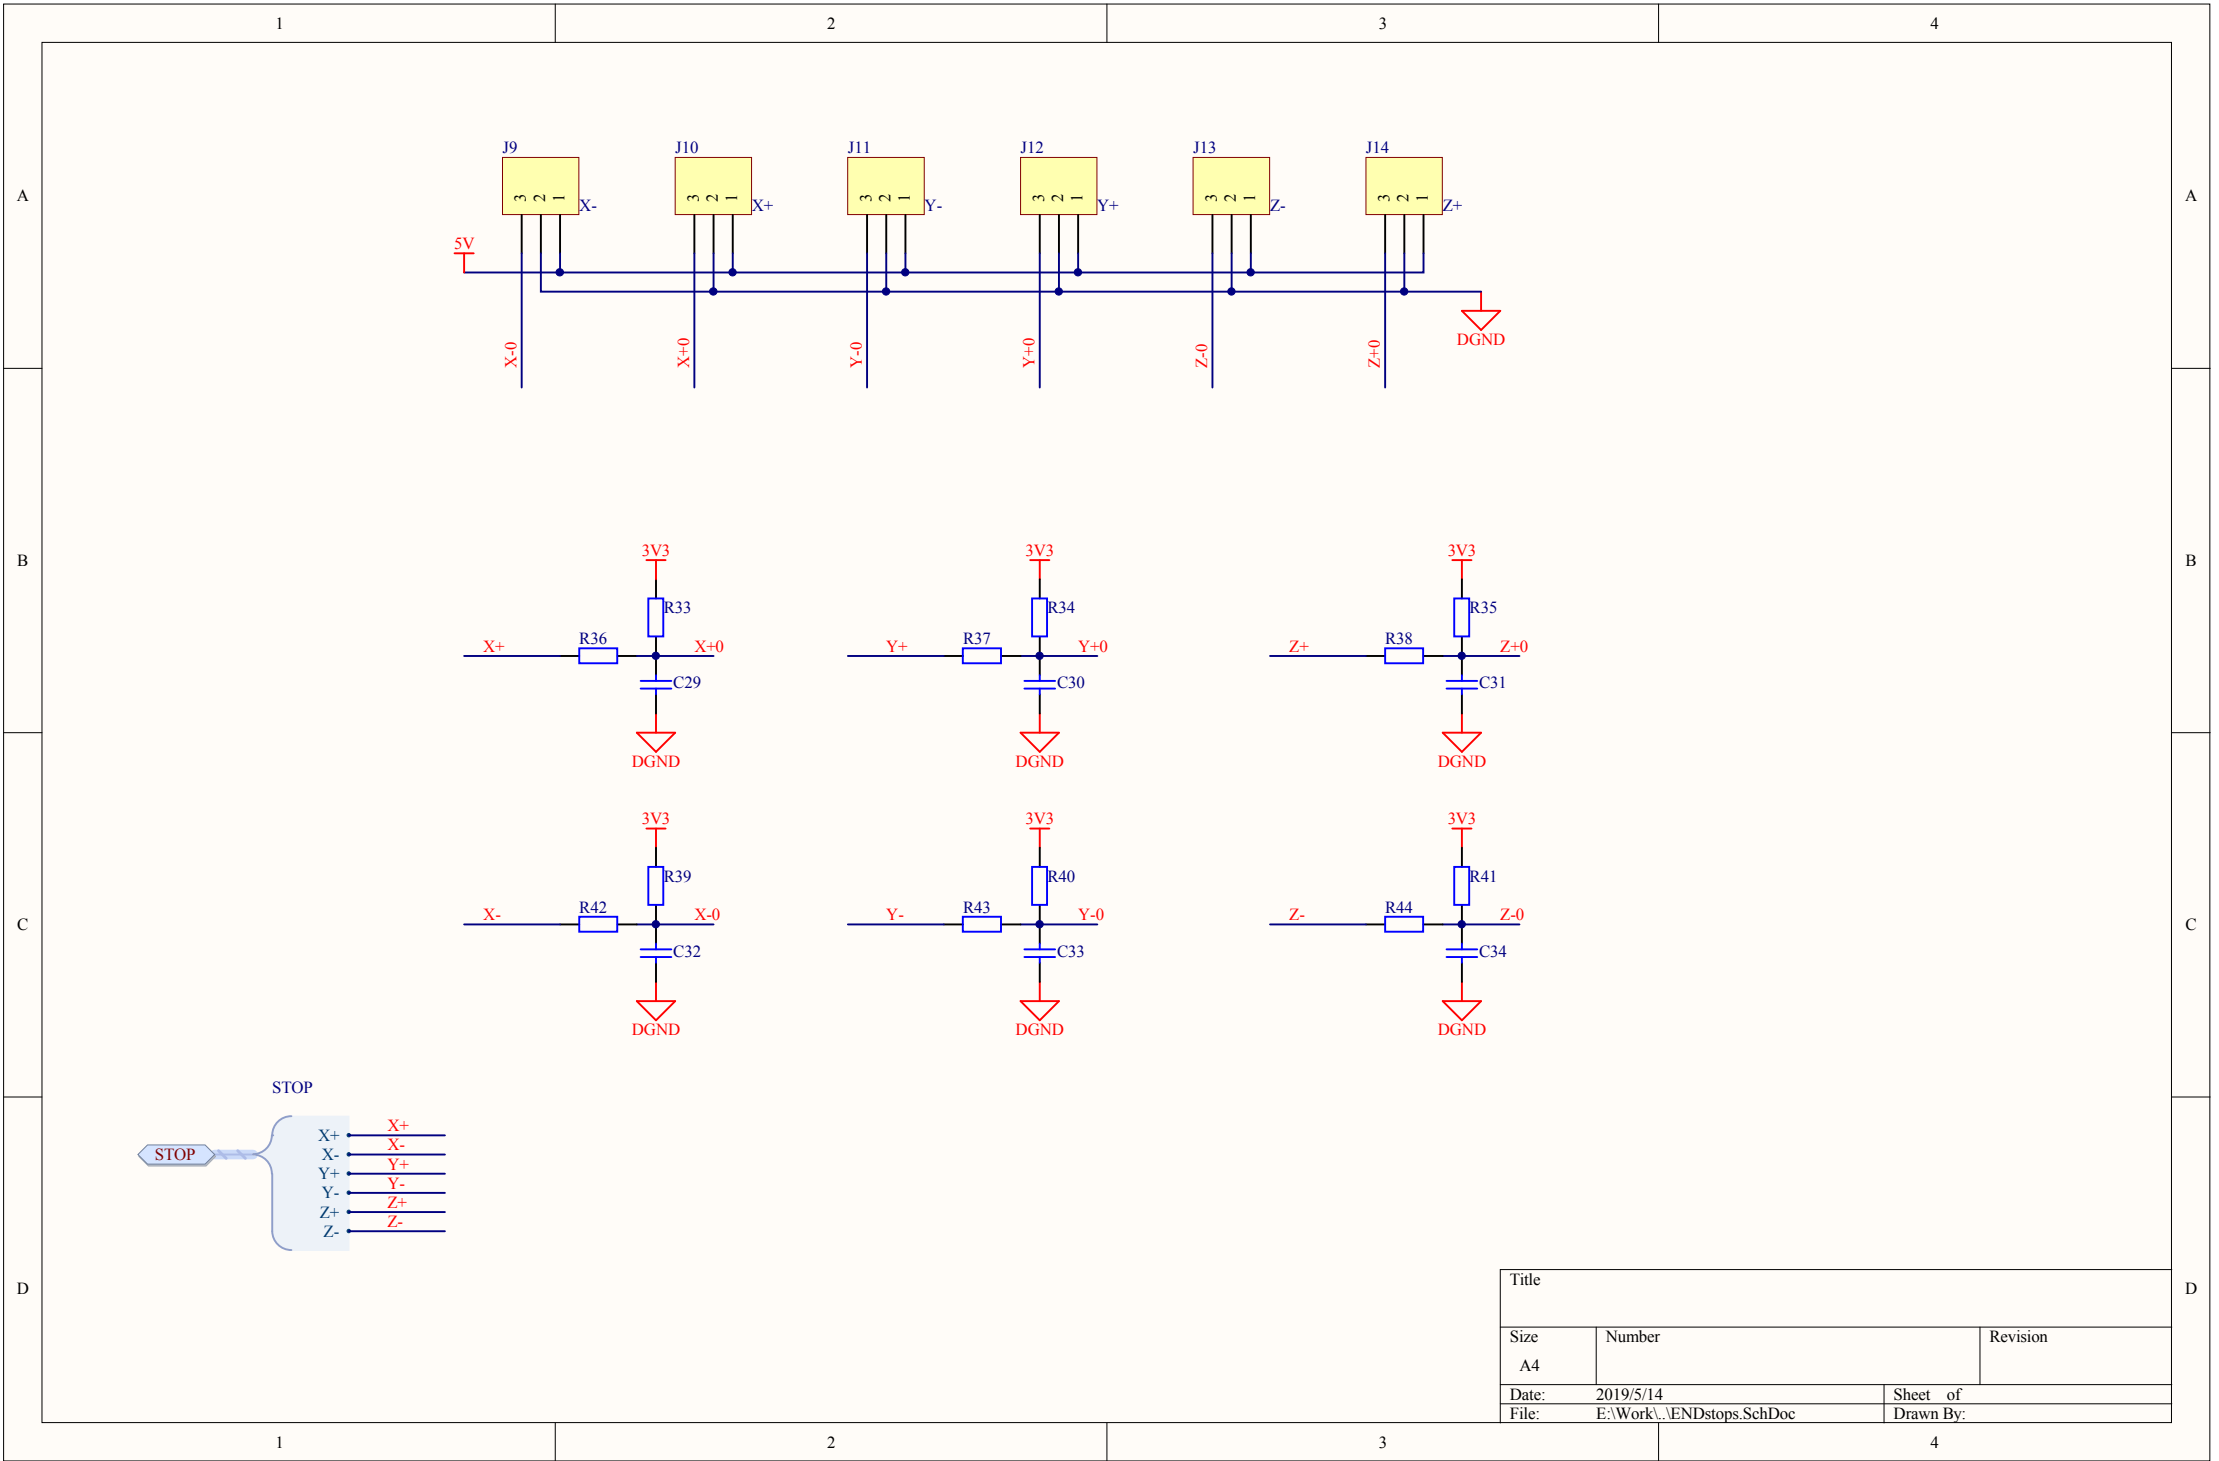 1 2 3 4
A A
J9 J10 J11 J12 J13 J14
3 2 1 X- 3 2 1 X+ 3 2 1 Y- 3 2 1 Y+ 3 2 1 Z- 3 2 1 Z+
5V
DGND
X-0 X+0 Y-0 Y+0 Z-0 Z+0
B B
3V3 3V3 3V3
R33 R34 R35
X+ R36 X+0 Y+ R37 Y+0 Z+ R38 Z+0
C29 C30 C31
DGND DGND DGND
3V3 3V3 3V3
R39 R40 R41
C C
X- R42 X-0 Y- R43 Y-0 Z- R44 Z-0
C32 C33 C34
DGND DGND DGND
STOP
STOP
X+ X+
X- X-
Y+ Y+
Y- Y-
Z+ Z+
Z- Z-
D D
Title
Size Number Revision
A4
Date: 2019/5/14 Sheet of
File: E:\Work\..\ENDstops.SchDoc Drawn By:
1 2 3 4